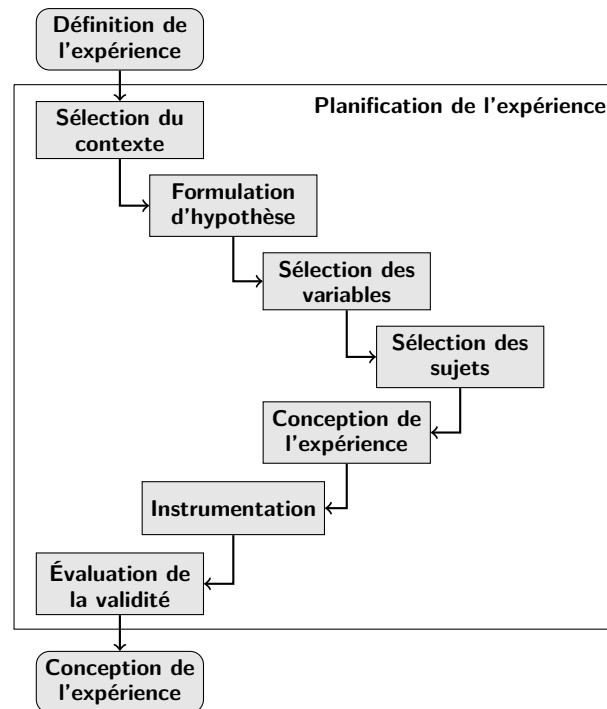 Définition de
l'expérience
Planification de l'expérience
Sélection du
contexte
Formulation
d'hypothèse
Sélection des
variables
Sélection des
sujets
Conception de
l'expérience
Instrumentation
Évaluation de
la validité
Conception de
l'expérience